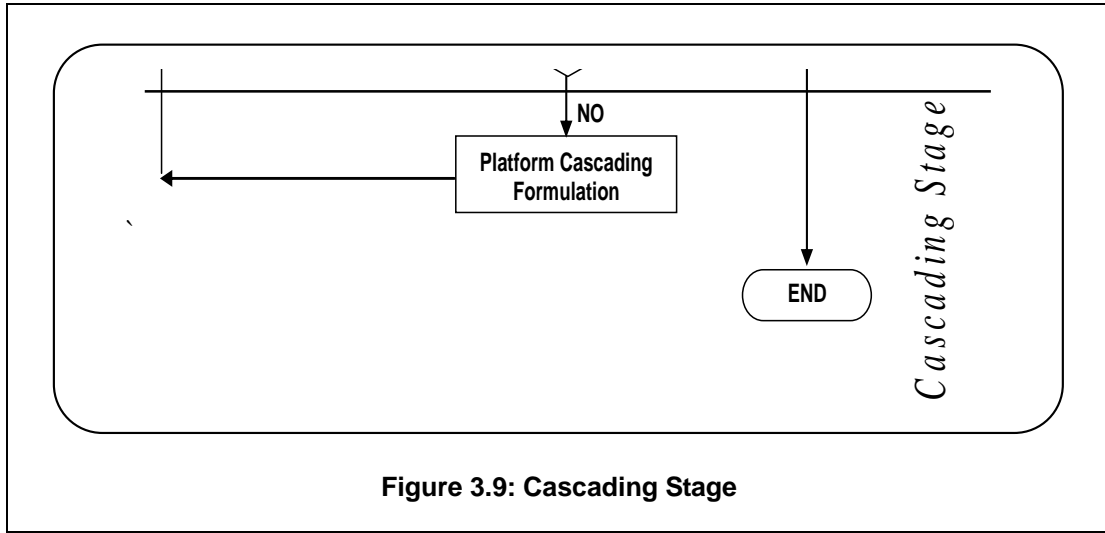 NO
Platform Cascading
Formulation
`
END
Cascading Stage
Figure 3.9: Cascading Stage